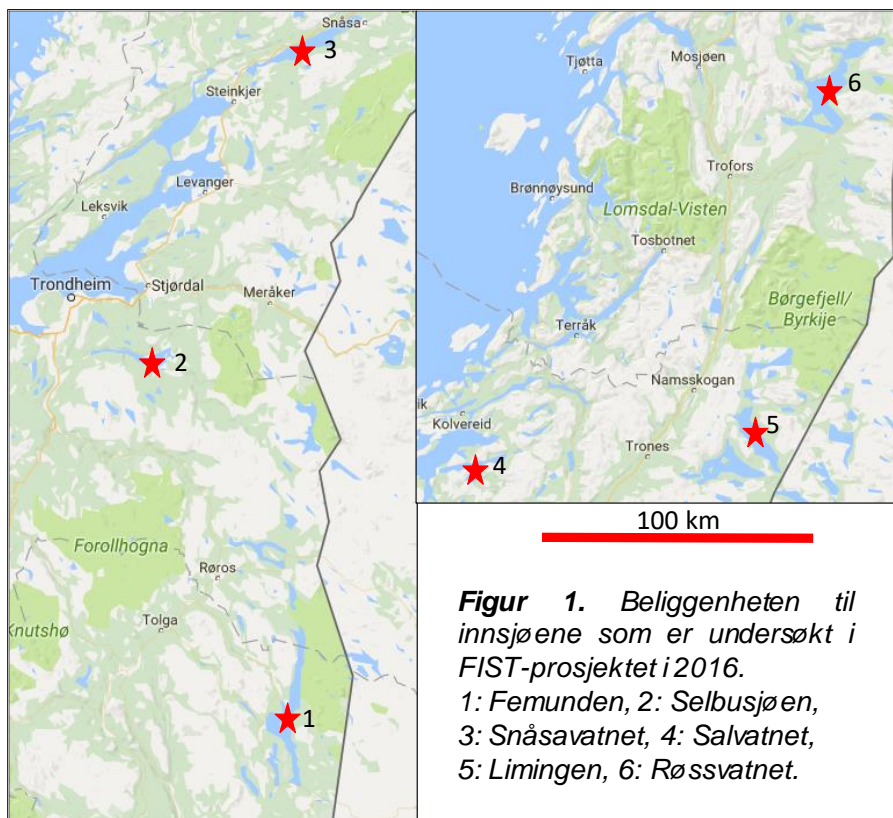 Snåsa
3
Steinkjer
Levanger
Leksvik
Trondheim
Stjørdal
Meråker
2
Forollhogna
Røros
Knutshø
Tolga
1
Mosjøen
Tjøtta
6
Trofors
Brønnøysund
Lomsdal-Visten
Tosbotnet
Børgefjell/
Byrkije
Terråk
Namsskogan
ik
Kolvereid
5
Trones
4
100 km
Figur 1. Beliggenheten til
innsjøene som er undersøkt i
FIST-prosjektet i 2016.
1: Femunden, 2: Selbusjøen,
3: Snåsavatnet, 4: Salvatnet,
5: Limingen, 6: Røssvatnet.